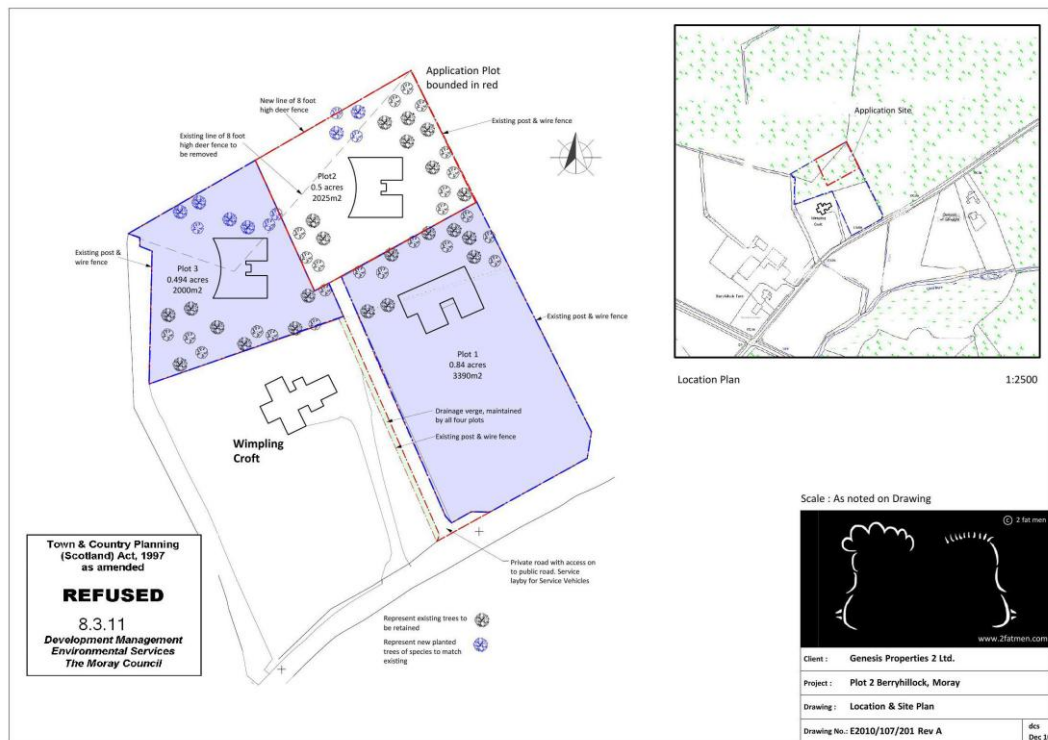 Application Plot
bounded in red
New line of 8 foot
high deer fence
Existing line of 8 foot
high deer fence to
be removed
Existing post & wire fence
Plot2
0.5 acres
2025m2
Existing post &
wire fence
Plot 3
0.494 acres
2000m2
Existing post & wire fence
Plot 1
0.84 acres
3390m2
Drainage verge, maintained
by all four plots
Existing post & wire fence
Wimpling
Croft
Private road with access on
to public road. Service
layby for Service Vehicles
Represent existing trees to
be retained
Represent new planted
trees of species to match
existing
Town & Country Planning
(Scotland) Act, 1997
as amended
REFUSED
8.3.11
Development Management
Environmental Services
The Moray Council
Application Site
Wimpling
Croft
Location Plan
1:2500
Scale : As noted on Drawing
© 2 fat men
www.2fatmen.com
Client : Genesis Properties 2 Ltd.
Project : Plot 2 Berryhillock, Moray
Drawing : Location & Site Plan
Drawing No.: E2010/107/201 Rev A
dcs